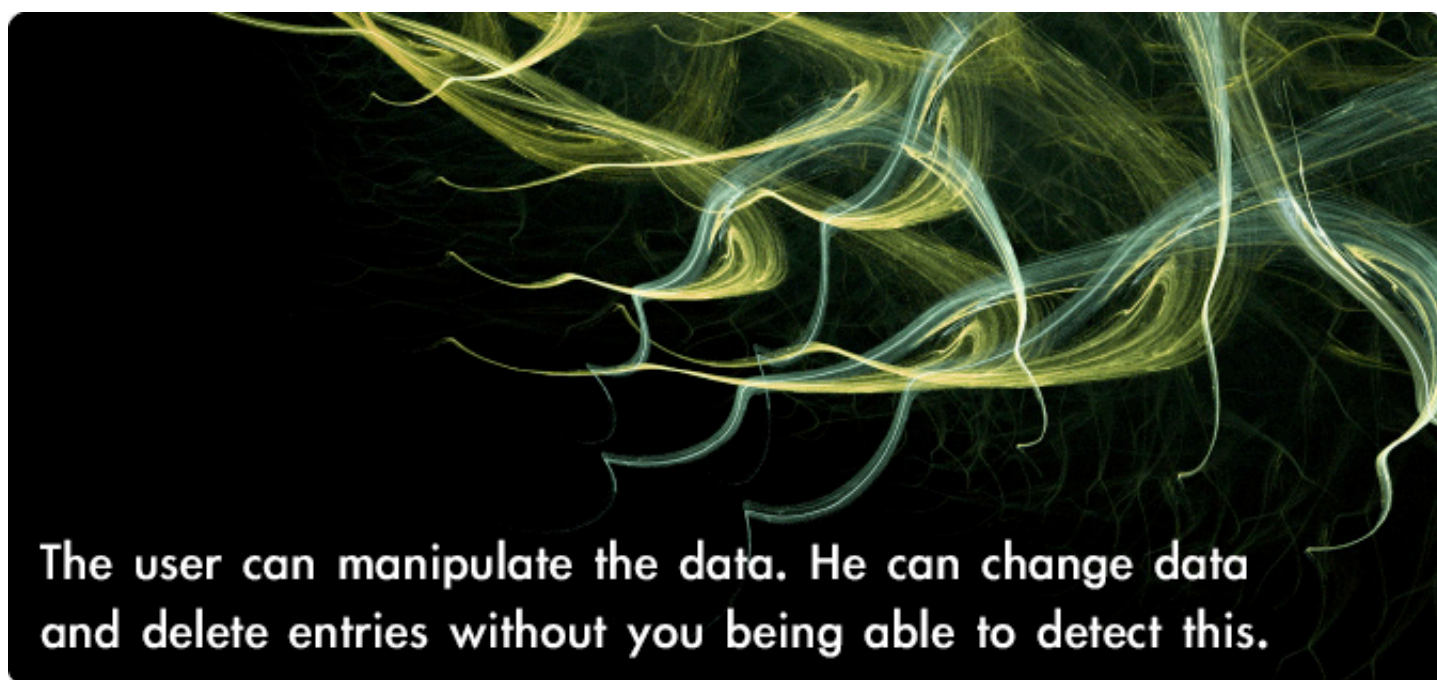 The user can manipulate the data. He can change data
and delete entries without you being able to detect this.